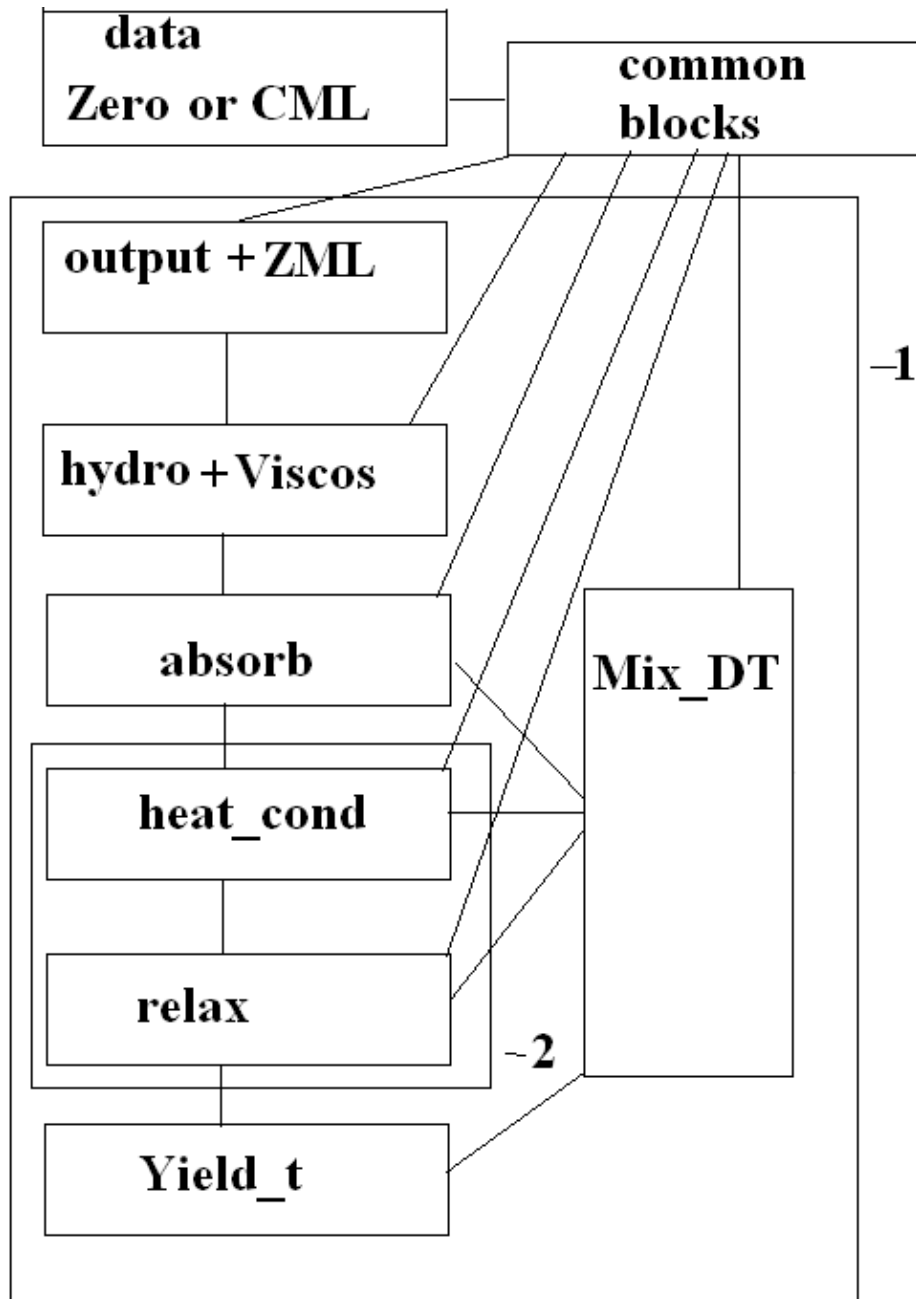 data
Zero or CML
common
blocks
output + ZML
–1
hydro + Viscos
absorb
Mix_DT
heat_cond
relax
–2
Yield_t